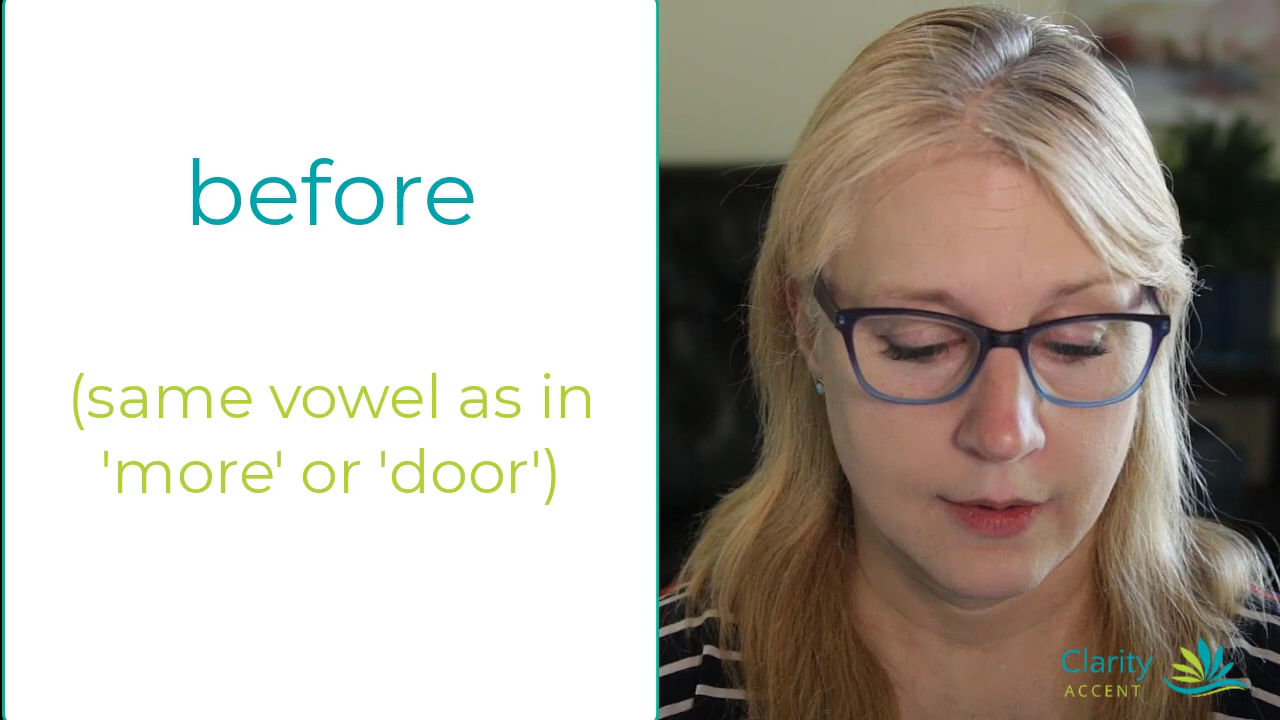 before
(same vowel as in
'more' or 'door')
Clarity
ACCENT